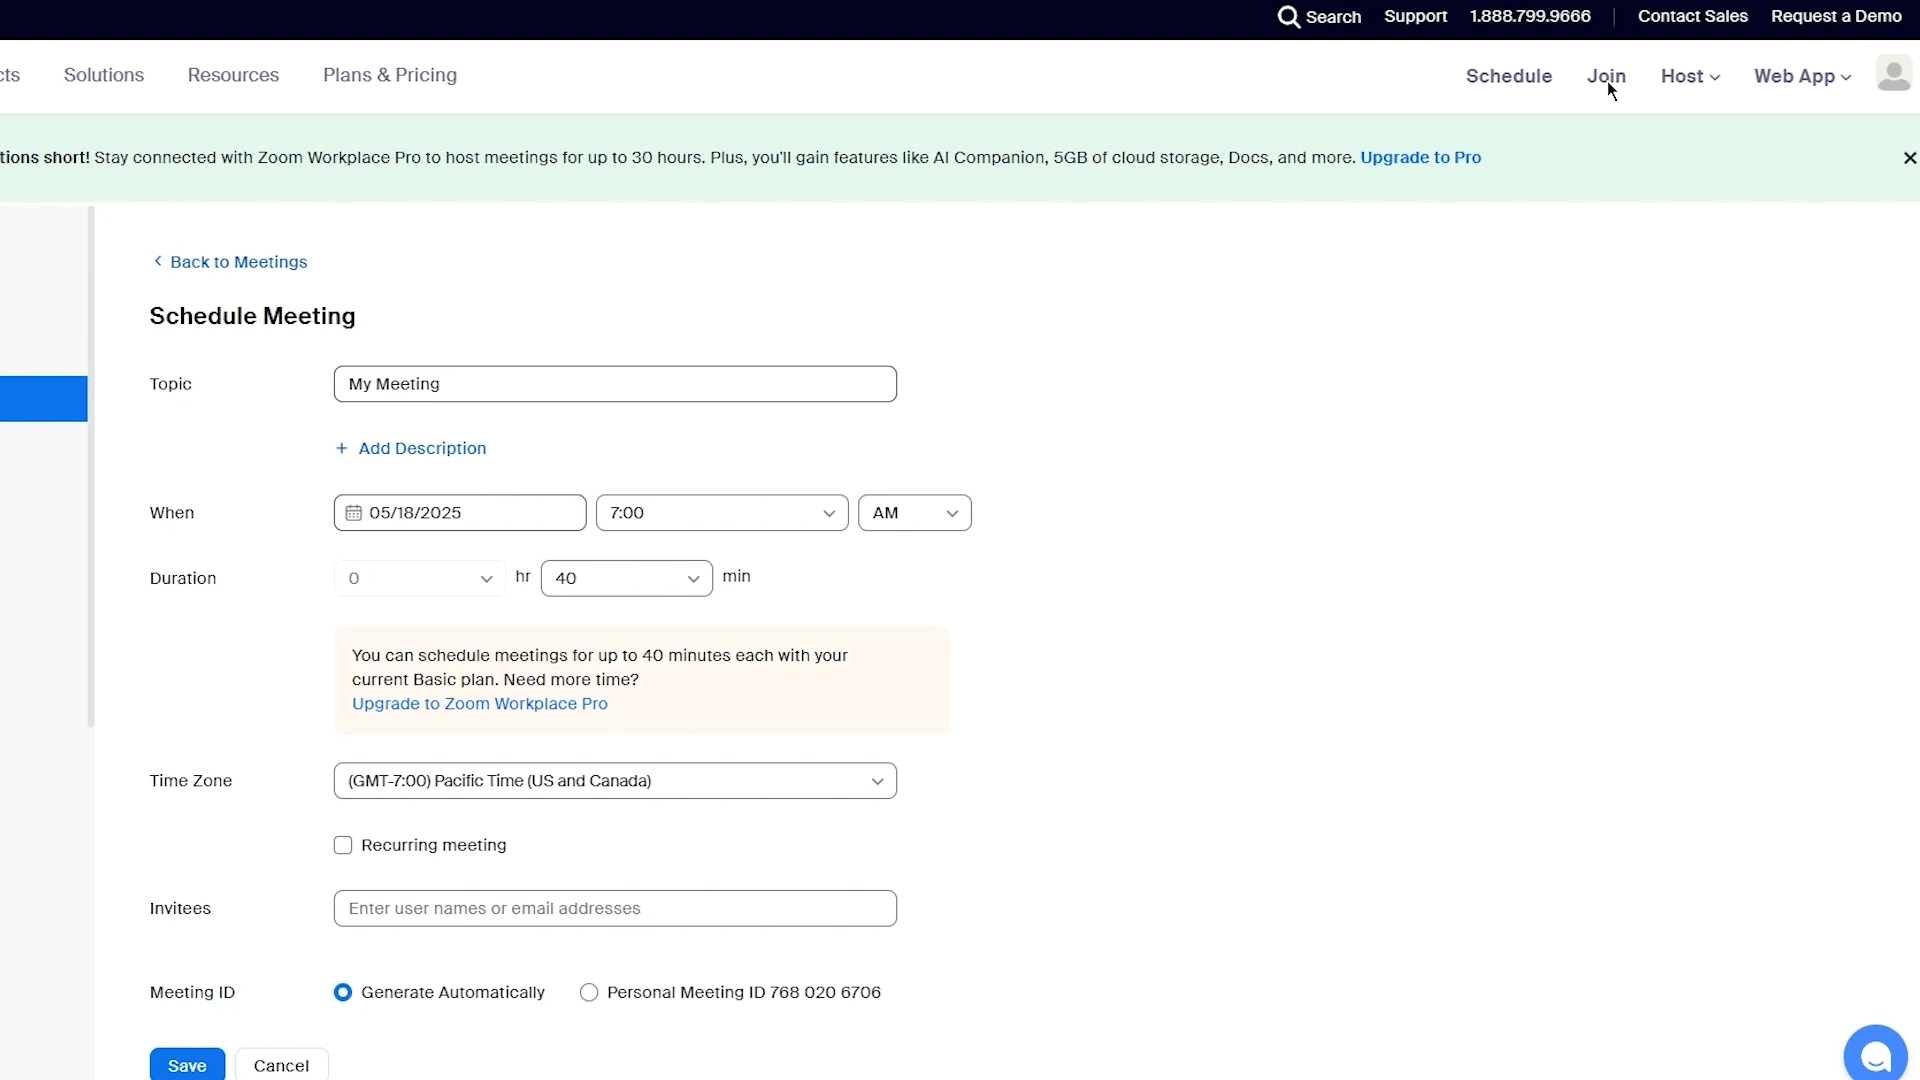 Search Support 1.888.799.9666 Contact Sales Request a Demo
cts Solutions Resources Plans & Pricing Schedule Join Host Web App
tions short! Stay connected with Zoom Workplace Pro to host meetings for up to 30 hours. Plus, you'll gain features like AI Companion, 5GB of cloud storage, Docs, and more. Upgrade to Pro
Back to Meetings
Schedule Meeting
Topic My Meeting
+ Add Description
When 05/18/2025 7:00 AM
Duration 0 hr 40 min
You can schedule meetings for up to 40 minutes each with your
current Basic plan. Need more time?
Upgrade to Zoom Workplace Pro
Time Zone (GMT-7:00) Pacific Time (US and Canada)
Recurring meeting
Invitees Enter user names or email addresses
Meeting ID Generate Automatically Personal Meeting ID 768 020 6706
Save Cancel